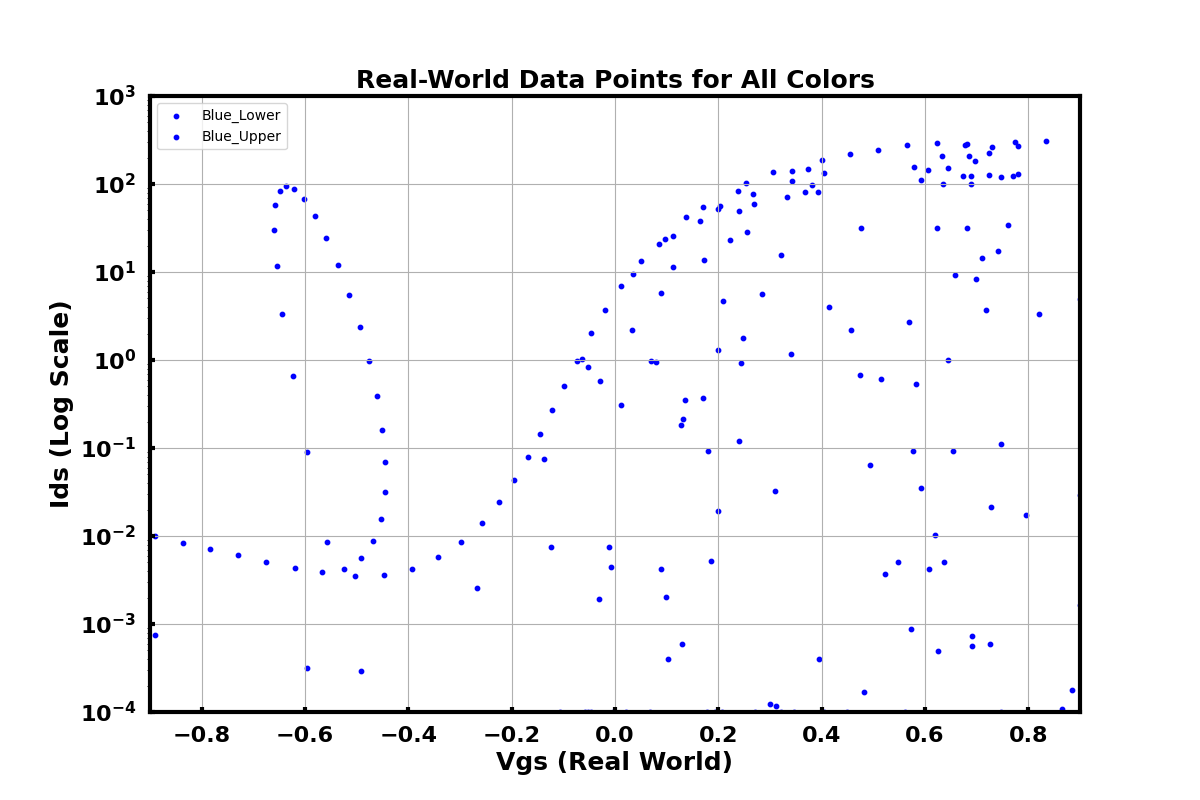 Real-World Data Points for All Colors
Blue_Lower
Blue_Upper
Ids (Log Scale)
10³
10²
10¹
10⁰
10⁻¹
10⁻²
10⁻³
10⁻⁴
−0.8 −0.6 −0.4 −0.2 0.0 0.2 0.4 0.6 0.8
Vgs (Real World)